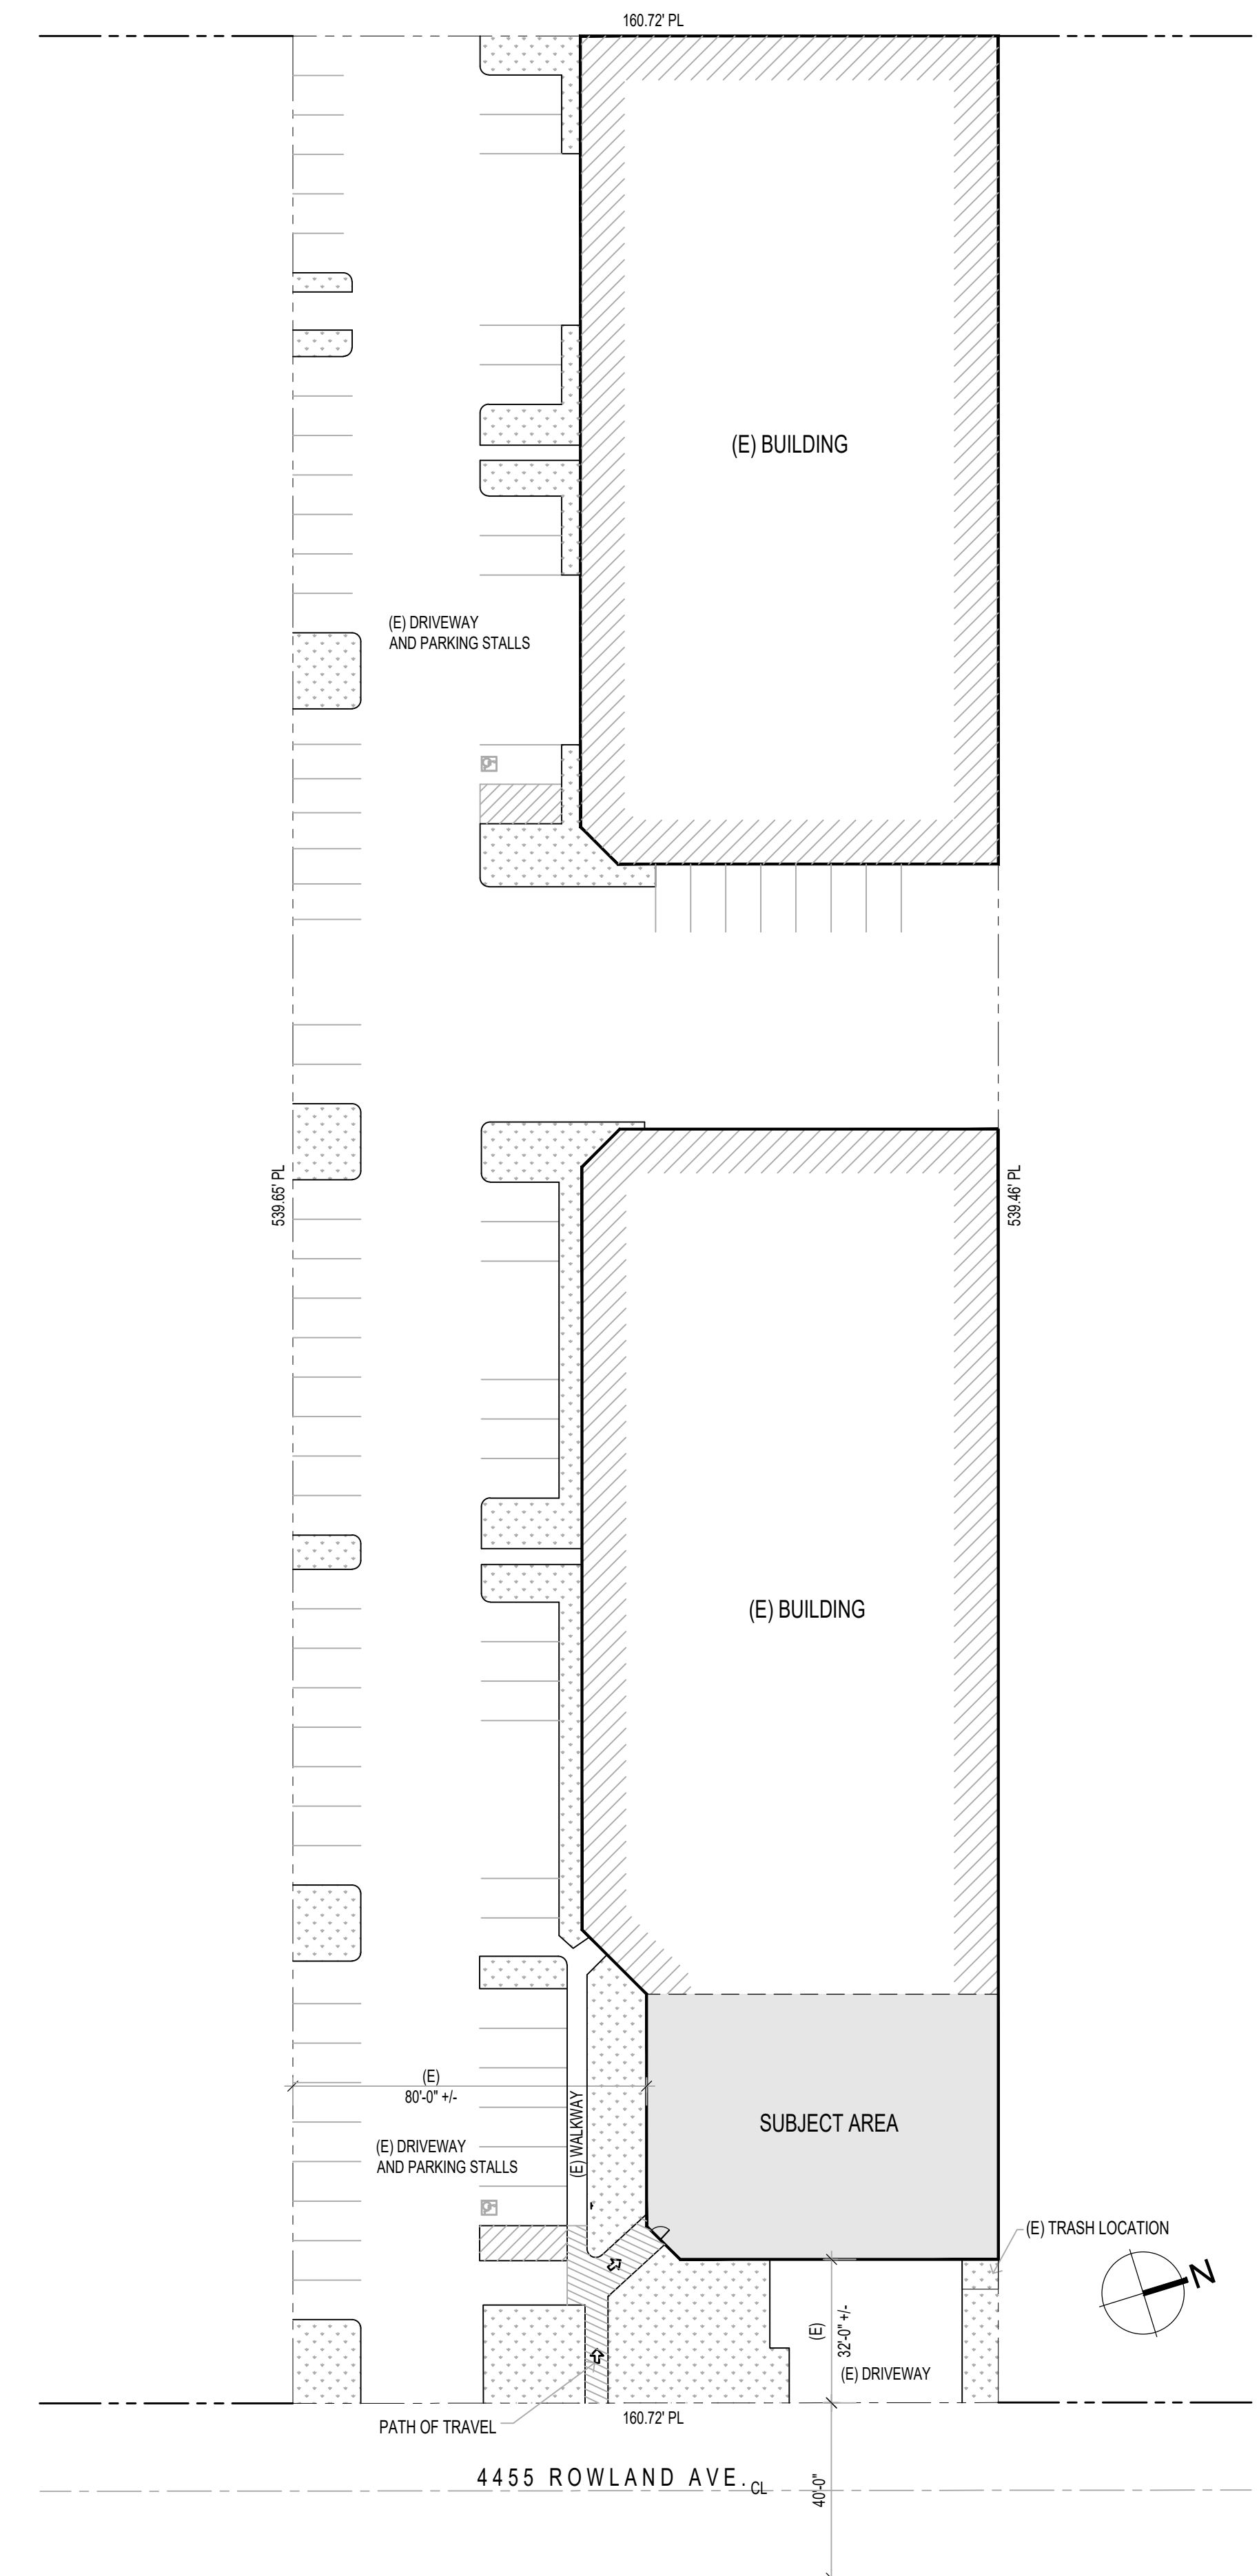 160.72' PL
(E) BUILDING
(E) DRIVEWAY
AND PARKING STALLS
539.65' PL
539.46' PL
(E) BUILDING
(E)
80'-0" +/-
(E) WALKWAY
SUBJECT AREA
(E) DRIVEWAY
AND PARKING STALLS
(E) TRASH LOCATION
N
(E)
32'-0" +/-
(E) DRIVEWAY
PATH OF TRAVEL
160.72' PL
4455 ROWLAND AVE.
CL
40'-0"